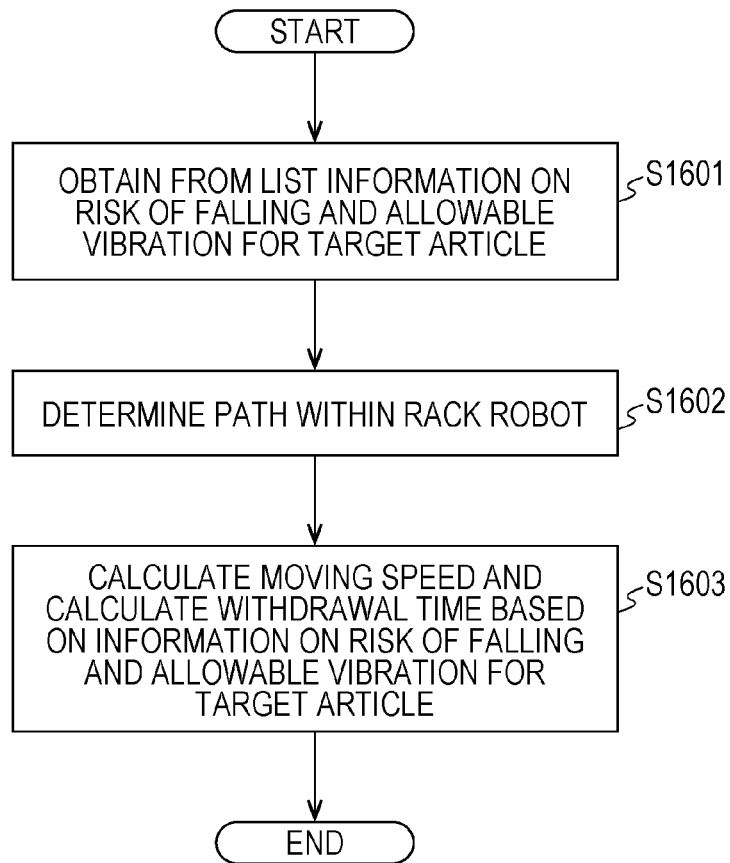 START
OBTAIN FROM LIST INFORMATION ON
RISK OF FALLING AND ALLOWABLE
VIBRATION FOR TARGET ARTICLE
S1601
DETERMINE PATH WITHIN RACK ROBOT
S1602
CALCULATE MOVING SPEED AND
CALCULATE WITHDRAWAL TIME BASED
ON INFORMATION ON RISK OF FALLING
AND ALLOWABLE VIBRATION FOR
TARGET ARTICLE
S1603
END